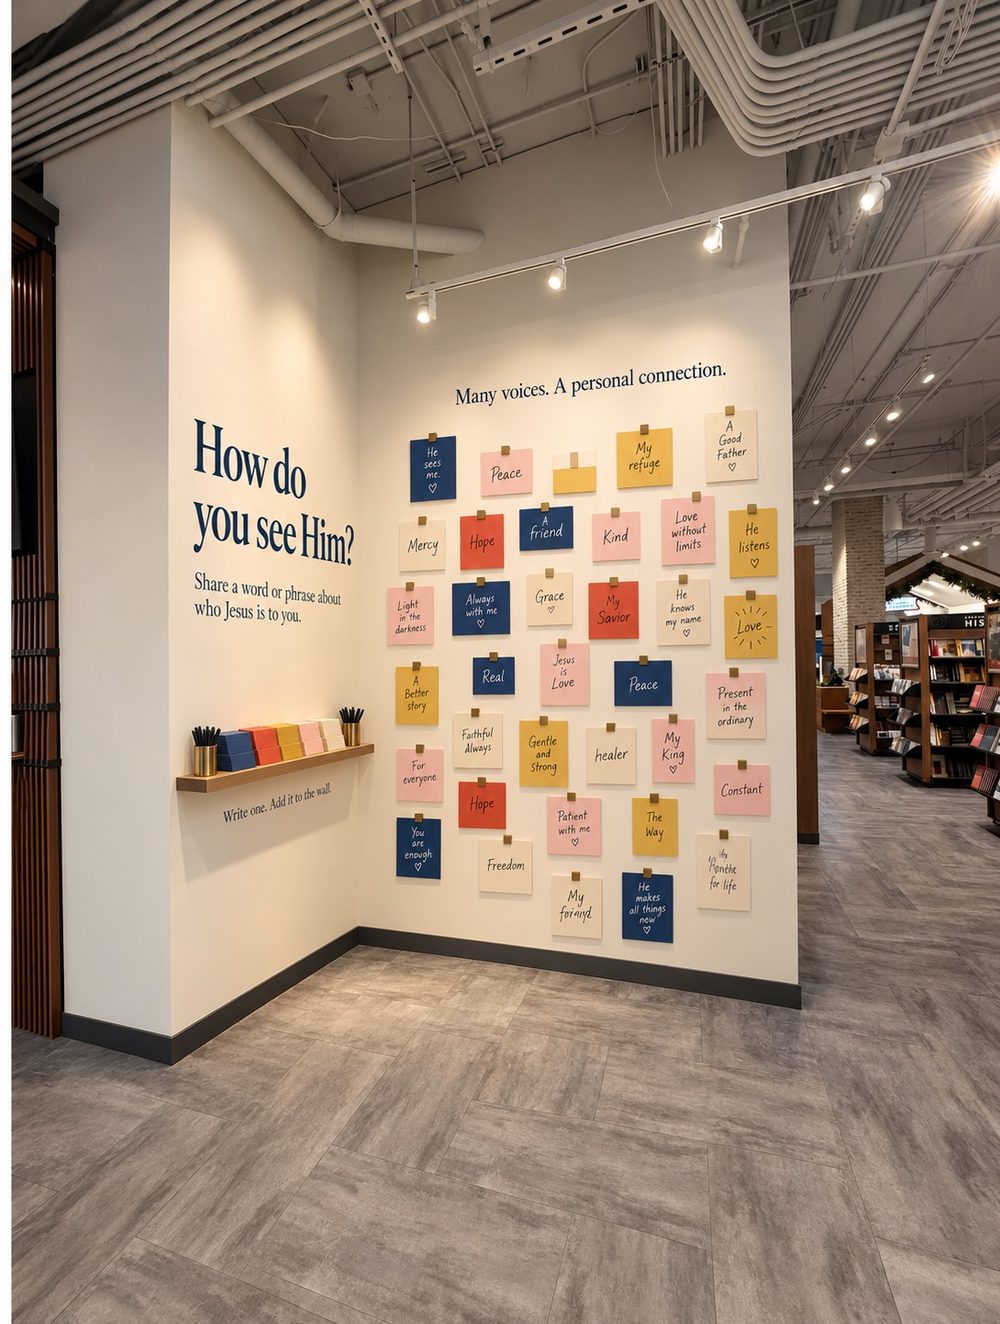 How do
you see Him?
Share a word or phrase about
who Jesus is to you.
Write one. Add it to the wall.
Many voices. A personal connection.
He
sees
me.
Peace
My
refuge
A
Good
Father
Mercy
Hope
A
friend
Kind
Love
without
limits
He
listens
Light
in the
darkness
Always
with me
Grace
My
Savior
He
knows
my name
Love
A
Better
story
Real
Jesus
is
Love
Peace
Present
in the
ordinary
Faithful
Always
Gentle
and
Strong
healer
My
King
For
everyone
Constant
Hope
Patient
with me
The
Way
You
are
enough
Freedom
for life
My
He
makes
all things
new
HIS